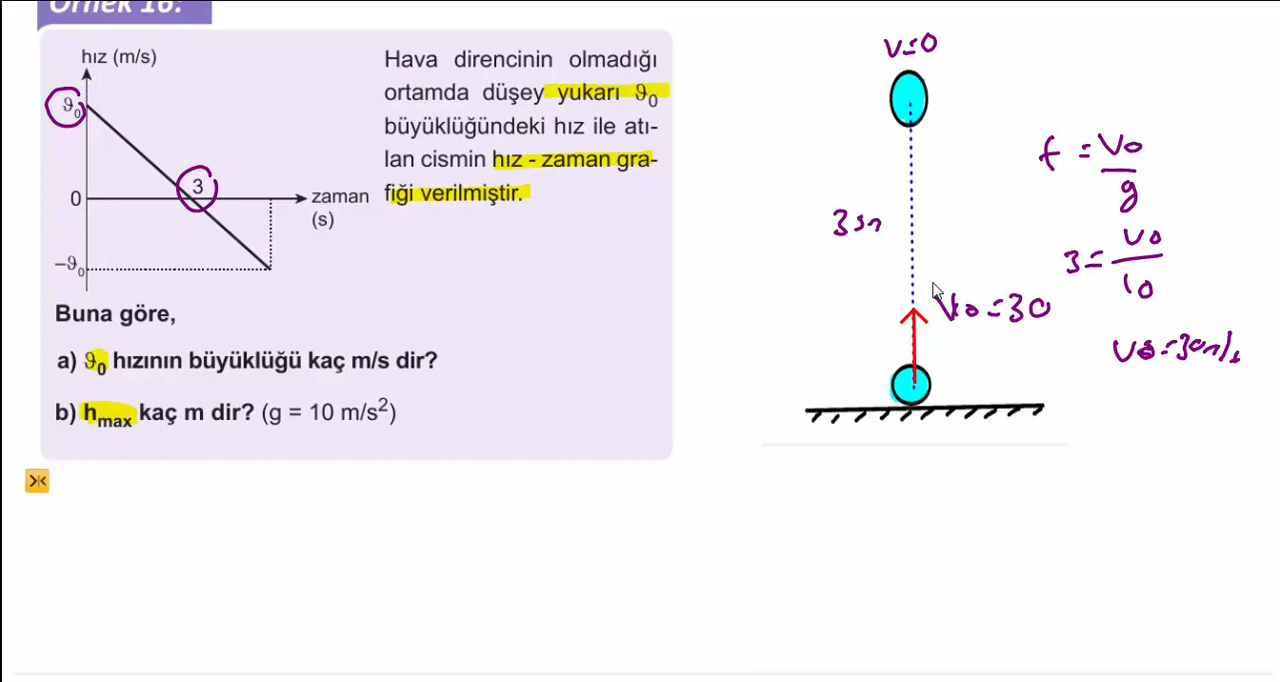 Örnek 16:
hız (m/s)
ϑ₀
0
3
zaman
(s)
−ϑ₀
Hava direncinin olmadığı
ortamda düşey yukarı ϑ₀
büyüklüğündeki hız ile atı-
lan cismin hız - zaman gra-
fiği verilmiştir.
Buna göre,
a) ϑ₀ hızının büyüklüğü kaç m/s dir?
b) hmax kaç m dir? (g = 10 m/s²)
v=0
3 sn
V₀=30
t = V₀/g
3 = V₀/10
V₀=30m/s